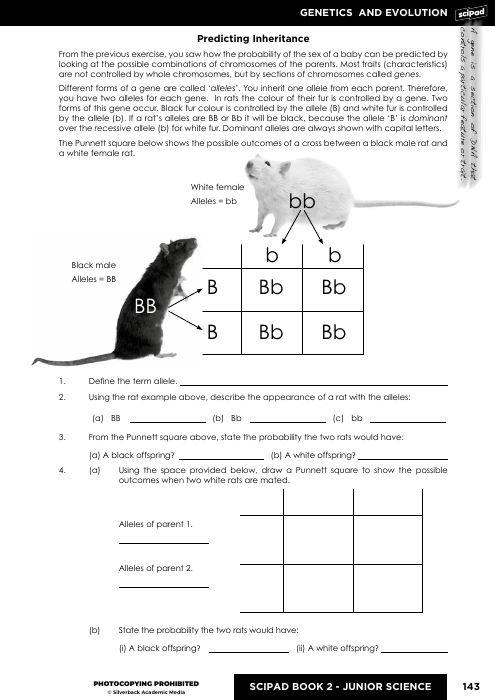 GENETICS AND EVOLUTION
scipad
A gene is a section of DNA that
controls a particular feature or trait.
Predicting Inheritance
From the previous exercise, you saw how the probability of the sex of a baby can be predicted by
looking at the possible combinations of chromosomes of the parents. Most traits (characteristics)
are not controlled by whole chromosomes, but by sections of chromosomes called genes.
Different forms of a gene are called 'alleles'. You inherit one allele from each parent. Therefore,
you have two alleles for each gene. In rats the colour of their fur is controlled by a gene. Two
forms of this gene occur. Black fur colour is controlled by the allele (B) and white fur is controlled
by the allele (b). If a rat's alleles are BB or Bb it will be black, because the allele 'B' is dominant
over the recessive allele (b) for white fur. Dominant alleles are always shown with capital letters.
The Punnett square below shows the possible outcomes of a cross between a black male rat and
a white female rat.
White female
Alleles = bb
bb
Black male
Alleles = BB
BB
b b
B Bb Bb
B Bb Bb
1. Define the term allele.
2. Using the rat example above, describe the appearance of a rat with the alleles:
(a) BB (b) Bb (c) bb
3. From the Punnett square above, state the probability the two rats would have:
(a) A black offspring? (b) A white offspring?
4. (a) Using the space provided below, draw a Punnett square to show the possible
outcomes when two white rats are mated.
Alleles of parent 1.
Alleles of parent 2.
(b) State the probability the two rats would have:
(i) A black offspring? (ii) A white offspring?
PHOTOCOPYING PROHIBITED
© Silverback Academic Media
SCIPAD BOOK 2 - JUNIOR SCIENCE
143